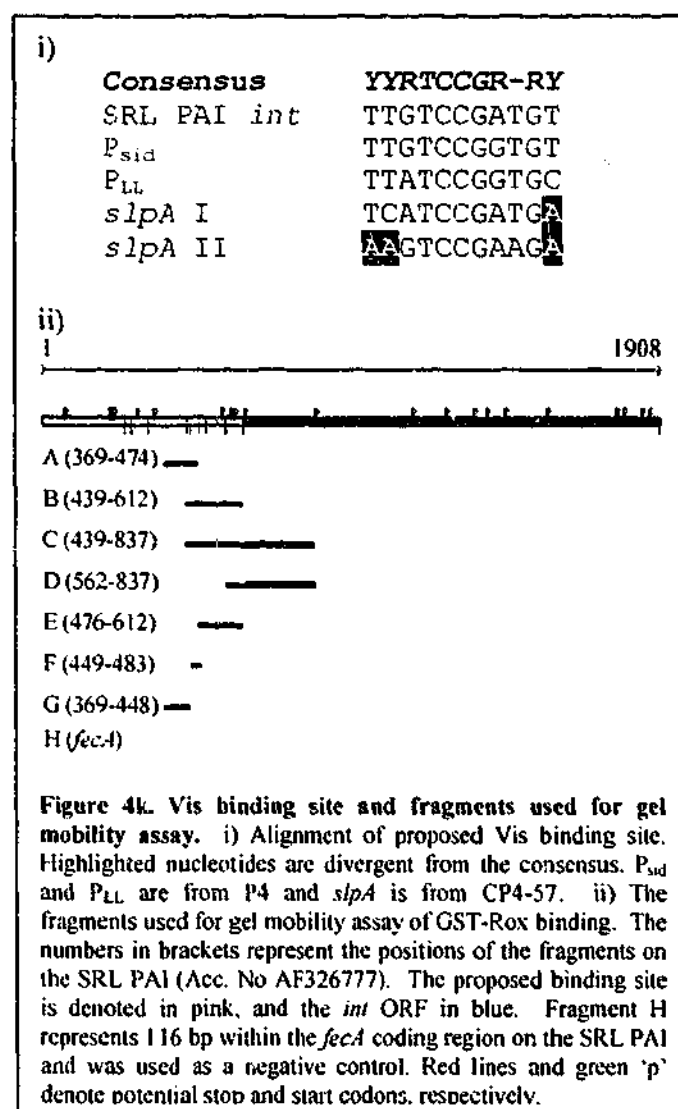 i)
Consensus YYRTCCGR-RY
SRL PAI int TTGTCCGATGT
Psid TTGTCCGGTGT
PLL TTATCCGGTGC
slpA I TCATCCGATGA
slpA II AAGTCCGAAGA
ii)
1 1908
A (369-474)
B (439-612)
C (439-837)
D (562-837)
E (476-612)
F (449-483)
G (369-448)
H (fecA)
Figure 4k. Vis binding site and fragments used for gel
mobility assay. i) Alignment of proposed Vis binding site.
Highlighted nucleotides are divergent from the consensus. Psid
and PLL are from P4 and slpA is from CP4-57. ii) The
fragments used for gel mobility assay of GST-Rox binding. The
numbers in brackets represent the positions of the fragments on
the SRL PAI (Acc. No AF326777). The proposed binding site
is denoted in pink, and the int ORF in blue. Fragment H
represents 116 bp within the fecA coding region on the SRL PAI
and was used as a negative control. Red lines and green 'p'
denote potential stop and start codons, respectively.